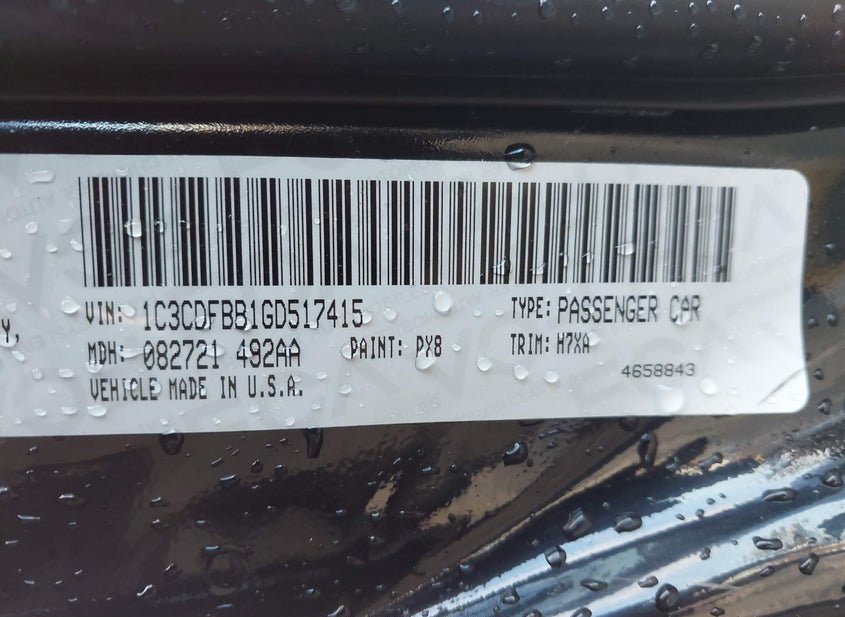 Y,
VIN: 1C3CDFBB1GD517415 TYPE: PASSENGER CAR
MDH: 082721 492AA PAINT: PX8 TRIM: H7XA
4658843
VEHICLE MADE IN U.S.A.